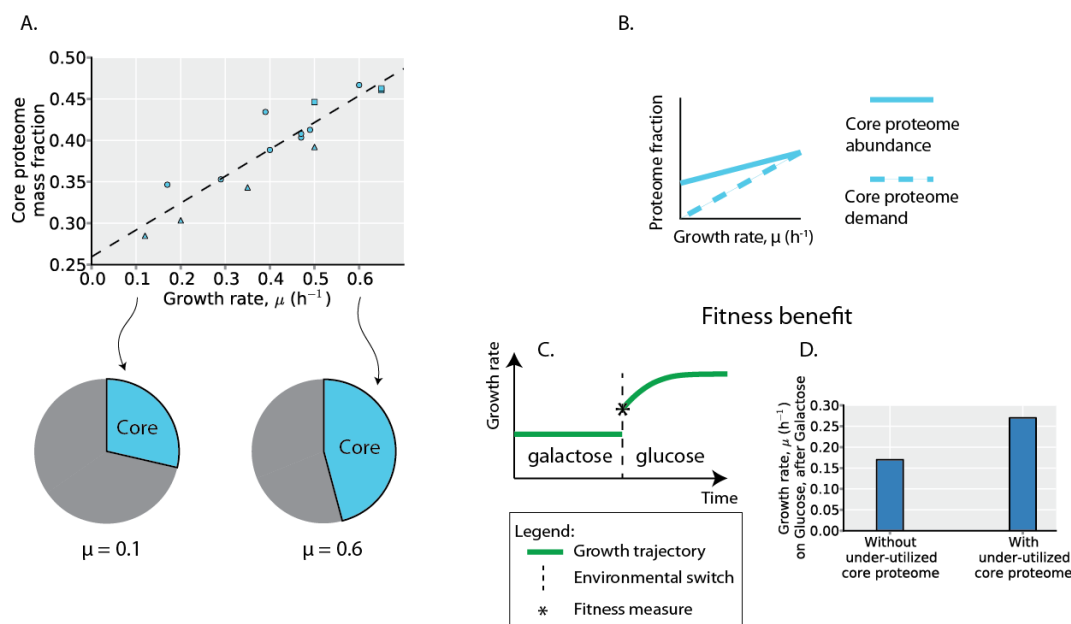 A.
Core proteome
mass fraction
0.50
0.45
0.40
0.35
0.30
0.25
0.0 0.1 0.2 0.3 0.4 0.5 0.6
Growth rate, μ (h⁻¹)
Core
Core
μ = 0.1
μ = 0.6
B.
Proteome fraction
Growth rate, μ (h⁻¹)
Core proteome
abundance
Core proteome
demand
Fitness benefit
C.
Growth rate
galactose
glucose
Time
Legend:
Growth trajectory
Environmental switch
Fitness measure
D.
Growth rate, μ (h⁻¹)
on Glucose, after Galactose
0.30
0.25
0.20
0.15
0.10
0.05
0.00
Without
under-utilized
core proteome
With
under-utilized
core proteome